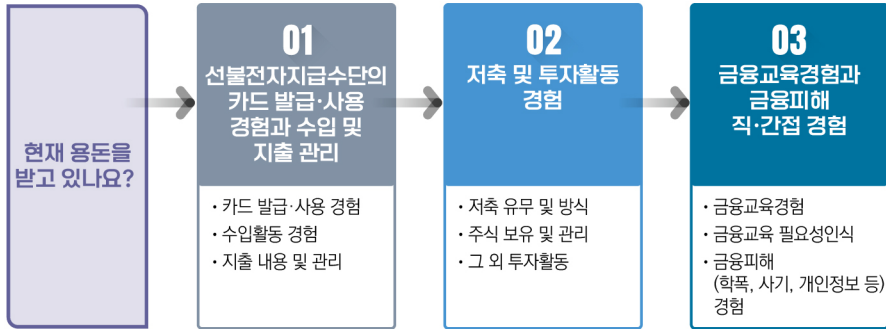 현재 용돈을
받고 있나요?
01
선불전자지급수단의
카드 발급·사용
경험과 수입 및
지출 관리
· 카드 발급·사용 경험
· 수입활동 경험
· 지출 내용 및 관리
02
저축 및 투자활동
경험
· 저축 유무 및 방식
· 주식 보유 및 관리
· 그 외 투자활동
03
금융교육경험과
금융피해
직·간접 경험
· 금융교육경험
· 금융교육 필요성인식
· 금융피해
(학폭, 사기, 개인정보 등)
경험